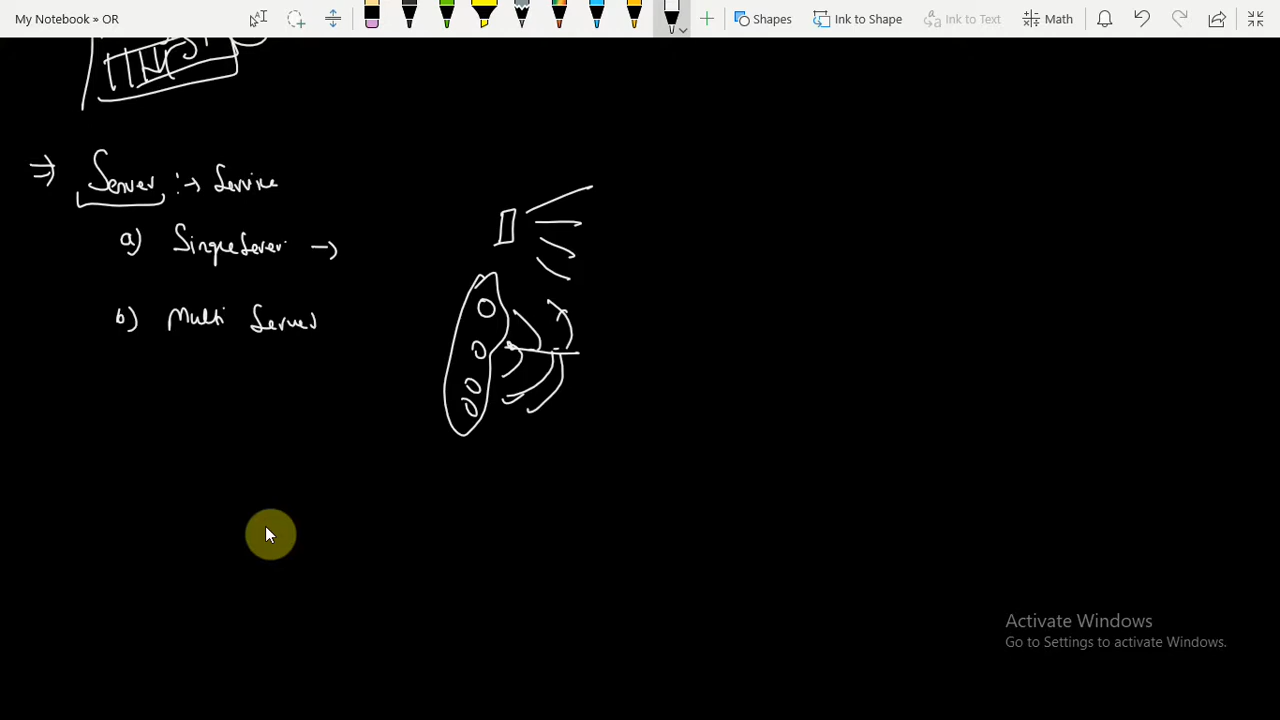 My Notebook » OR
Shapes
Ink to Shape
Ink to Text
Math
⇒ Server :→ Service
a) Single Server →
b) Multi Server
Activate Windows
Go to Settings to activate Windows.